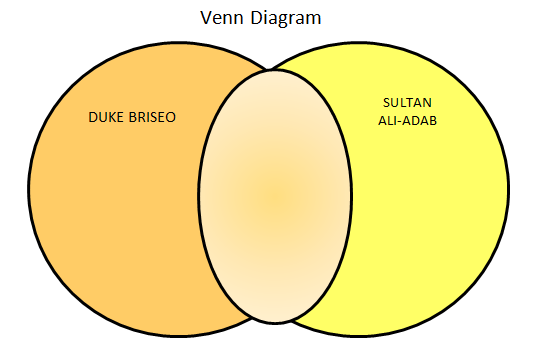 Venn Diagram
DUKE BRISEO
SULTAN
ALI-ADAB